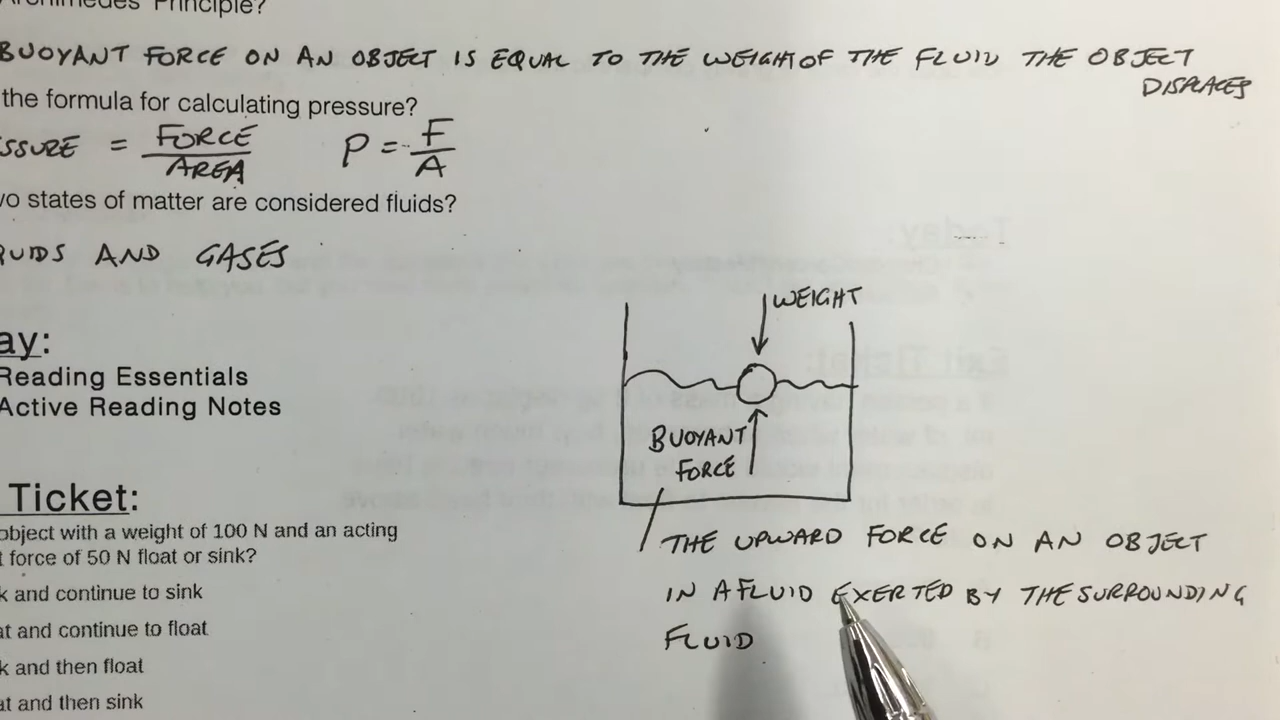 Archimedes' Principle?
BUOYANT FORCE ON AN OBJECT IS EQUAL TO THE WEIGHT OF THE FLUID THE OBJECT
DISPLACES
the formula for calculating pressure?
ESSURE = FORCE / AREA P = F / A
wo states of matter are considered fluids?
QUIDS AND GASES
WEIGHT
ay:
Reading Essentials
Active Reading Notes
BUOYANT
FORCE
Ticket:
object with a weight of 100 N and an acting
t force of 50 N float or sink?
k and continue to sink
at and continue to float
k and then float
at and then sink
THE UPWARD FORCE ON AN OBJECT
IN A FLUID EXERTED BY THE SURROUNDING
FLUID
Today:
Exit Ticket: